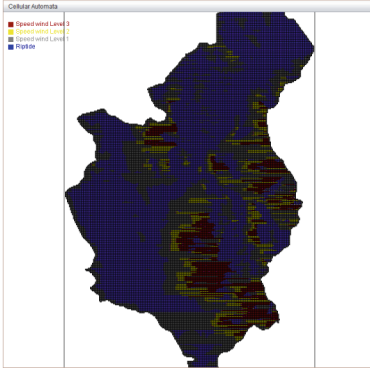 Cellular Automata
Speed wind Level 3
Speed wind Level 2
Speed wind Level 1
Riptide